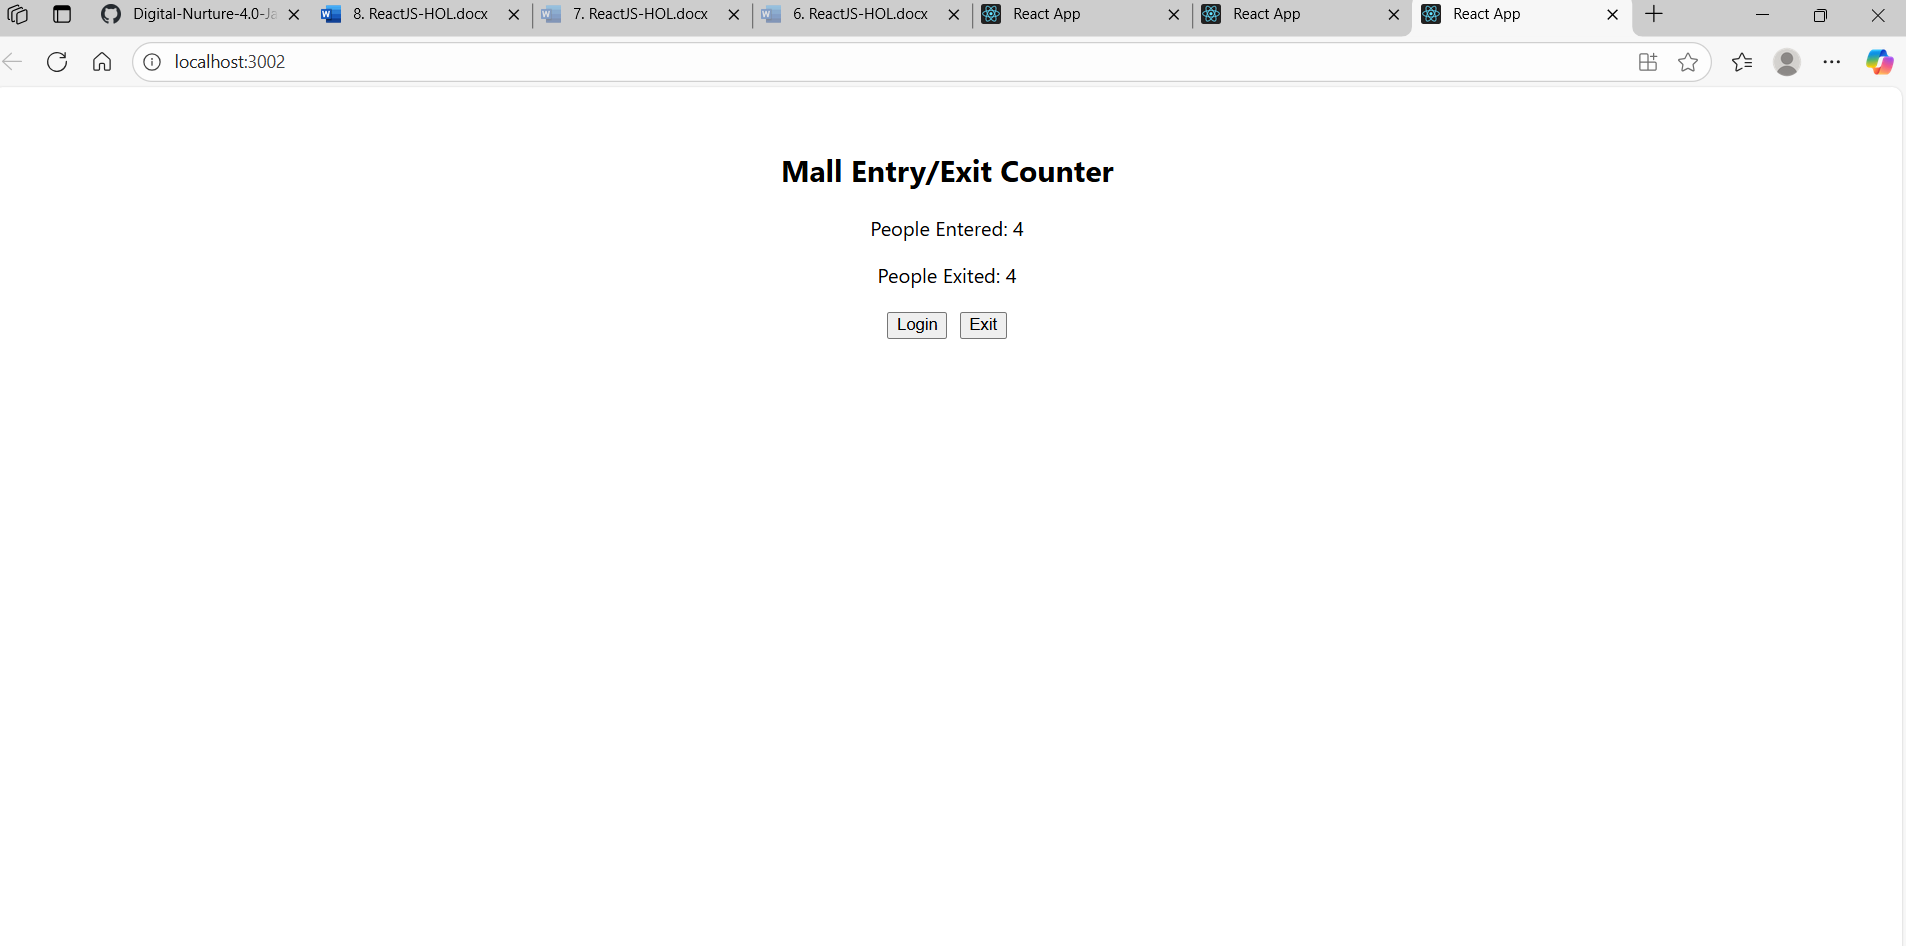 Digital-Nurture-4.0-Ja
8. ReactJS-HOL.docx
7. ReactJS-HOL.docx
6. ReactJS-HOL.docx
React App
React App
React App
localhost:3002
Mall Entry/Exit Counter
People Entered: 4
People Exited: 4
Login Exit